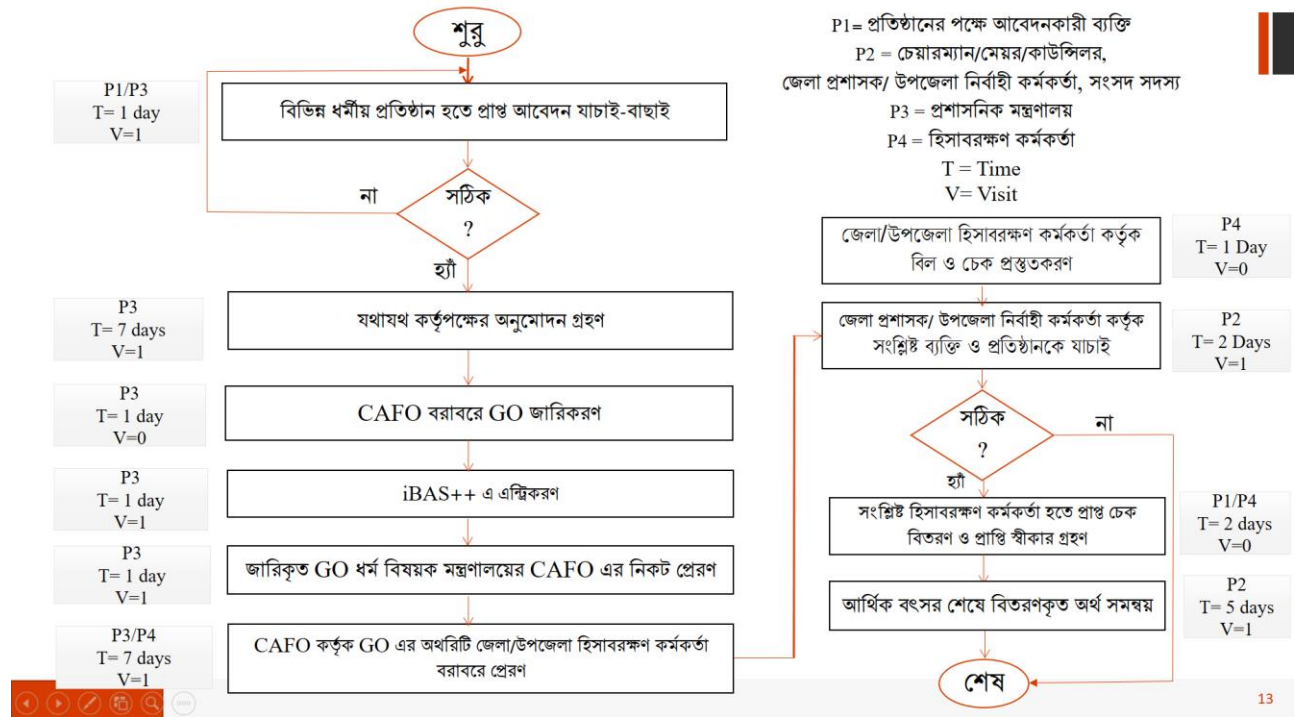 শুরু
P1/P3
T= 1 day
V=1
বিভিন্ন ধর্মীয় প্রতিষ্ঠান হতে প্রাপ্ত আবেদন যাচাই-বাছাই
না
সঠিক
?
হ্যাঁ
P3
T= 7 days
V=1
যথাযথ কর্তৃপক্ষের অনুমোদন গ্রহণ
P3
T= 1 day
V=0
CAFO বরাবরে GO জারিকরণ
P3
T= 1 day
V=1
iBAS++ এ এন্ট্রিকরণ
P3
T= 1 day
V=1
জারিকৃত GO ধর্ম বিষয়ক মন্ত্রণালয়ের CAFO এর নিকট প্রেরণ
P3/P4
T= 7 days
V=1
CAFO কর্তৃক GO এর অথরিটি জেলা/উপজেলা হিসাবরক্ষণ কর্মকর্তা
বরাবরে প্রেরণ
P1= প্রতিষ্ঠানের পক্ষে আবেদনকারী ব্যক্তি
P2 = চেয়ারম্যান/মেয়র/কাউন্সিলর,
জেলা প্রশাসক/ উপজেলা নির্বাহী কর্মকর্তা, সংসদ সদস্য
P3 = প্রশাসনিক মন্ত্রণালয়
P4 = হিসাবরক্ষণ কর্মকর্তা
T = Time
V= Visit
জেলা/উপজেলা হিসাবরক্ষণ কর্মকর্তা কর্তৃক
বিল ও চেক প্রস্তুতকরণ
P4
T= 1 Day
V=0
জেলা প্রশাসক/ উপজেলা নির্বাহী কর্মকর্তা কর্তৃক
সংশ্লিষ্ট ব্যক্তি ও প্রতিষ্ঠানকে যাচাই
P2
T= 2 Days
V=1
সঠিক
?
না
হ্যাঁ
সংশ্লিষ্ট হিসাবরক্ষণ কর্মকর্তা হতে প্রাপ্ত চেক
বিতরণ ও প্রাপ্তি স্বীকার গ্রহণ
P1/P4
T= 2 days
V=0
আর্থিক বৎসর শেষে বিতরণকৃত অর্থ সমন্বয়
P2
T= 5 days
V=1
শেষ
13